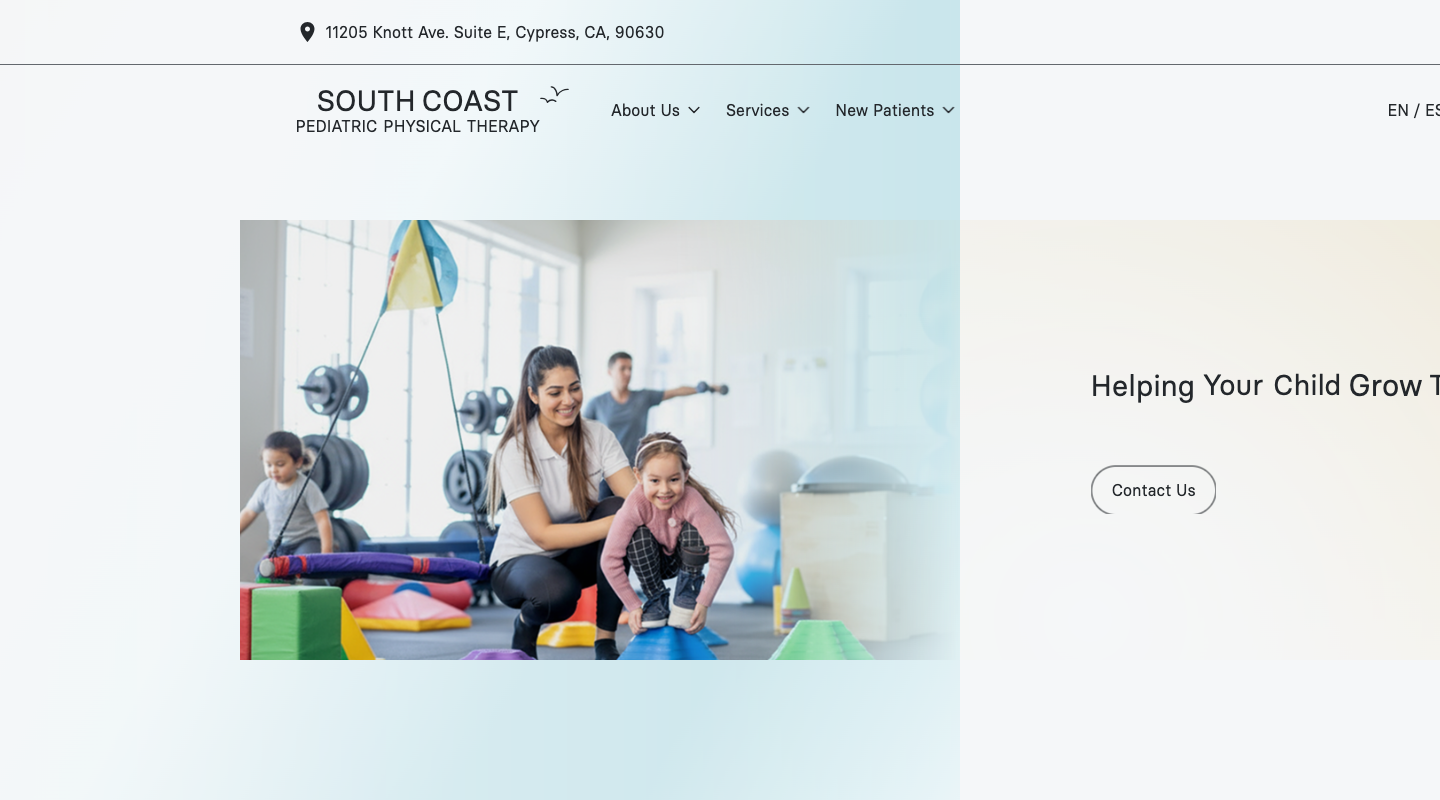 11205 Knott Ave. Suite E, Cypress, CA, 90630
SOUTH COAST
PEDIATRIC PHYSICAL THERAPY
About Us
Services
New Patients
EN / ES
Helping Your Child Grow
Contact Us